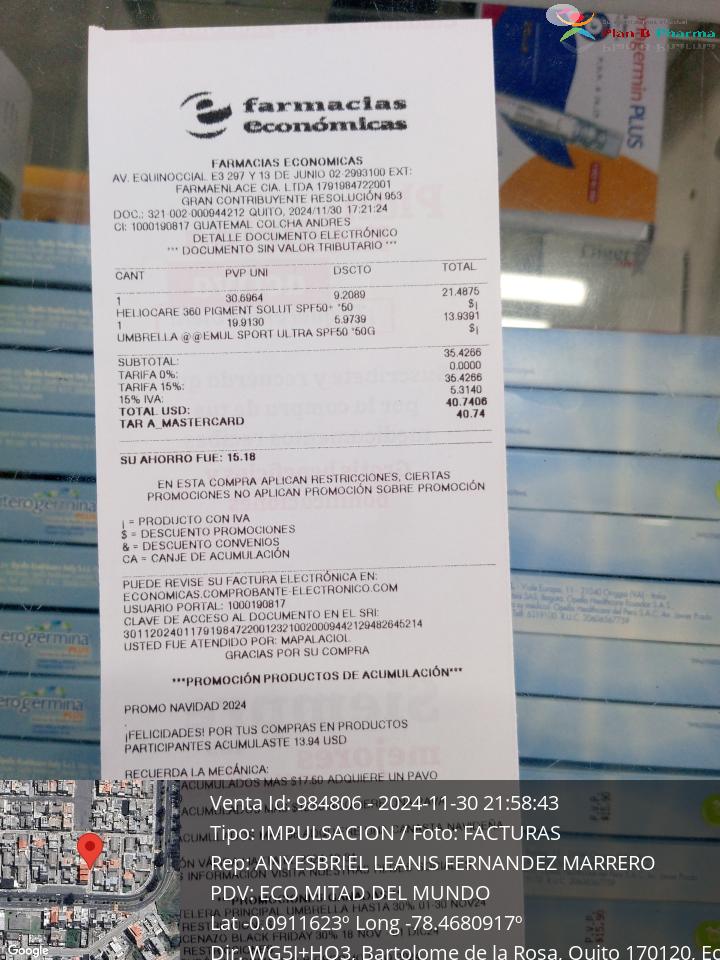 Plan B Pharma
farmacias
económicas
FARMACIAS ECONOMICAS
AV. EQUINOCCIAL E3 297 Y 13 DE JUNIO 02-2993100 EXT:
FARMAENLACE CIA. LTDA 1791984722001
GRAN CONTRIBUYENTE RESOLUCIÓN 953
DOC.: 321-002-000944212 QUITO, 2024/11/30 17:21:24
CI: 1000190817 GUATEMAL COLCHA ANDRES
DETALLE DOCUMENTO ELECTRÓNICO
*** DOCUMENTO SIN VALOR TRIBUTARIO ***
CANT PVP UNI DSCTO TOTAL
1 30.6964 9.2089 21.4875
HELIOCARE 360 PIGMENT SOLUT SPF50+ *50 $¡
1 19.9130 5.9739 13.9391
UMBRELLA @@EMUL SPORT ULTRA SPF50 *50G $¡
SUBTOTAL: 35.4266
TARIFA 0%: 0.0000
TARIFA 15%: 35.4266
15% IVA: 5.3140
TOTAL USD: 40.7406
TAR A_MASTERCARD 40.74
SU AHORRO FUE: 15.18
EN ESTA COMPRA APLICAN RESTRICCIONES, CIERTAS
PROMOCIONES NO APLICAN PROMOCIÓN SOBRE PROMOCIÓN
¡ = PRODUCTO CON IVA
$ = DESCUENTO PROMOCIONES
& = DESCUENTO CONVENIOS
CA = CANJE DE ACUMULACIÓN
PUEDE REVISE SU FACTURA ELECTRÓNICA EN:
ECONOMICAS.COMPROBANTE-ELECTRONICO.COM
USUARIO PORTAL: 1000190817
CLAVE DE ACCESO AL DOCUMENTO EN EL SRI:
3011202401179198472200123210020009442129482645214
USTED FUE ATENDIDO POR: MAPALACIOL
GRACIAS POR SU COMPRA
***PROMOCIÓN PRODUCTOS DE ACUMULACIÓN***
PROMO NAVIDAD 2024
¡FELICIDADES! POR TUS COMPRAS EN PRODUCTOS
PARTICIPANTES ACUMULASTE 13.94 USD
RECUERDA LA MECÁNICA:
ACUMULADOS MAS $17.50 ADQUIERE UN PAVO
Venta Id: 984806 - 2024-11-30 21:58:43
Tipo: IMPULSACION / Foto: FACTURAS
Rep: ANYESBRIEL LEANIS FERNANDEZ MARRERO
PDV: ECO MITAD DEL MUNDO
Lat -0.0911623º Long -78.4680917º
Dir: WG5J+HQ3, Bartolome de la Rosa, Quito 170120, Ec
Google